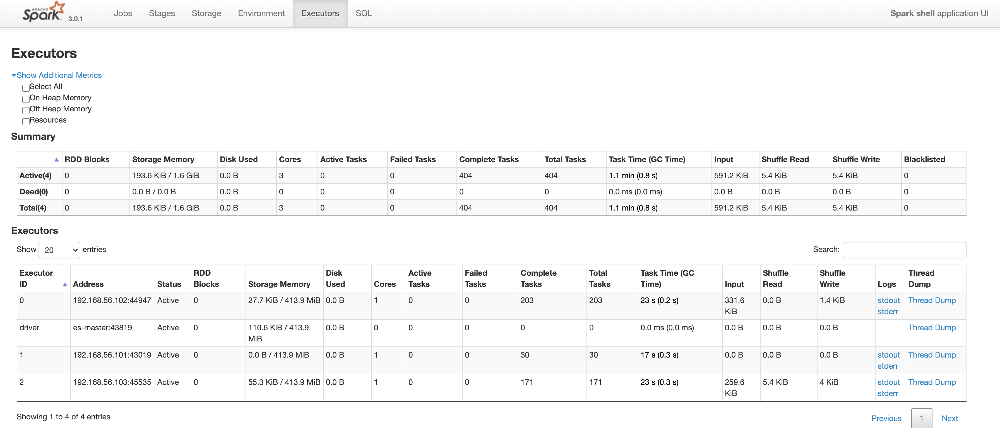 APACHE Spark 3.0.1 Jobs Stages Storage Environment Executors SQL Spark shell application UI
Executors
Show Additional Metrics
Select All
On Heap Memory
Off Heap Memory
Resources
Summary
RDD Blocks Storage Memory Disk Used Cores Active Tasks Failed Tasks Complete Tasks Total Tasks Task Time (GC Time) Input Shuffle Read Shuffle Write Blacklisted
Active(4) 0 193.6 KiB / 1.6 GiB 0.0 B 3 0 0 404 404 1.1 min (0.8 s) 591.2 KiB 5.4 KiB 5.4 KiB 0
Dead(0) 0 0.0 B / 0.0 B 0.0 B 0 0 0 0 0 0.0 ms (0.0 ms) 0.0 B 0.0 B 0.0 B 0
Total(4) 0 193.6 KiB / 1.6 GiB 0.0 B 3 0 0 404 404 1.1 min (0.8 s) 591.2 KiB 5.4 KiB 5.4 KiB 0
Executors
Show 20 entries Search:
Executor RDD Disk Active Failed Complete Total Task Time (GC Shuffle Shuffle Thread
ID Address Status Blocks Storage Memory Used Cores Tasks Tasks Tasks Tasks Time) Input Read Write Logs Dump
0 192.168.56.102:44947 Active 0 27.7 KiB / 413.9 MiB 0.0 B 1 0 0 203 203 23 s (0.2 s) 331.6 0.0 B 1.4 KiB stdout Thread Dump
KiB stderr
driver es-master:43819 Active 0 110.6 KiB / 413.9 0.0 B 0 0 0 0 0 0.0 ms (0.0 ms) 0.0 B 0.0 B 0.0 B Thread Dump
MiB
1 192.168.56.101:43019 Active 0 0.0 B / 413.9 MiB 0.0 B 1 0 0 30 30 17 s (0.3 s) 0.0 B 0.0 B 0.0 B stdout Thread Dump
stderr
2 192.168.56.103:45535 Active 0 55.3 KiB / 413.9 MiB 0.0 B 1 0 0 171 171 23 s (0.3 s) 259.6 5.4 KiB 4 KiB stdout Thread Dump
KiB stderr
Showing 1 to 4 of 4 entries Previous 1 Next